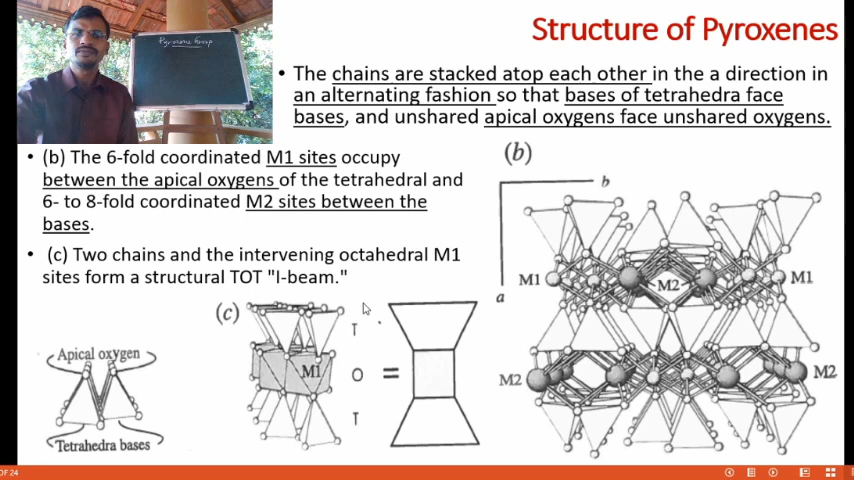 Structure of Pyroxenes
Pyroxene Group
• The chains are stacked atop each other in the a direction in
an alternating fashion so that bases of tetrahedra face
bases, and unshared apical oxygens face unshared oxygens.
• (b) The 6-fold coordinated M1 sites occupy
between the apical oxygens of the tetrahedral and
6- to 8-fold coordinated M2 sites between the
bases.
• (c) Two chains and the intervening octahedral M1
sites form a structural TOT "I-beam."
(b)
b
a
M1
M2
M1
M2
M2
(c)
T
M1
O
=
T
Apical oxygen
Tetrahedra bases
OF 24